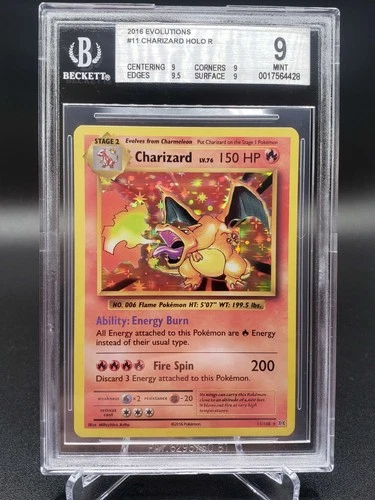 2016 EVOLUTIONS
#11 CHARIZARD HOLO R
B
BECKETT®
CENTERING 9 CORNERS 9
EDGES 9.5 SURFACE 9
9
MINT
0017564428
STAGE 2 Evolves from Charmeleon Put Charizard on the Stage 1 Pokémon
Charizard LV.76 150 HP
NO. 006 Flame Pokémon HT: 5'07" WT: 199.5 lbs.
Ability: Energy Burn
All Energy attached to this Pokémon are Energy
instead of their usual type.
Fire Spin 200
Discard 3 Energy attached to this Pokémon.
weakness ×2 resistance -20
retreat
cost
©2016 Pokémon